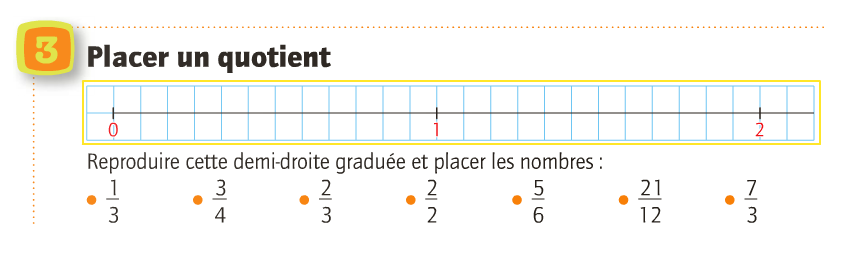 3 Placer un quotient
0 1 2
Reproduire cette demi-droite graduée et placer les nombres :
• 1/3 • 3/4 • 2/3 • 2/2 • 5/6 • 21/12 • 7/3